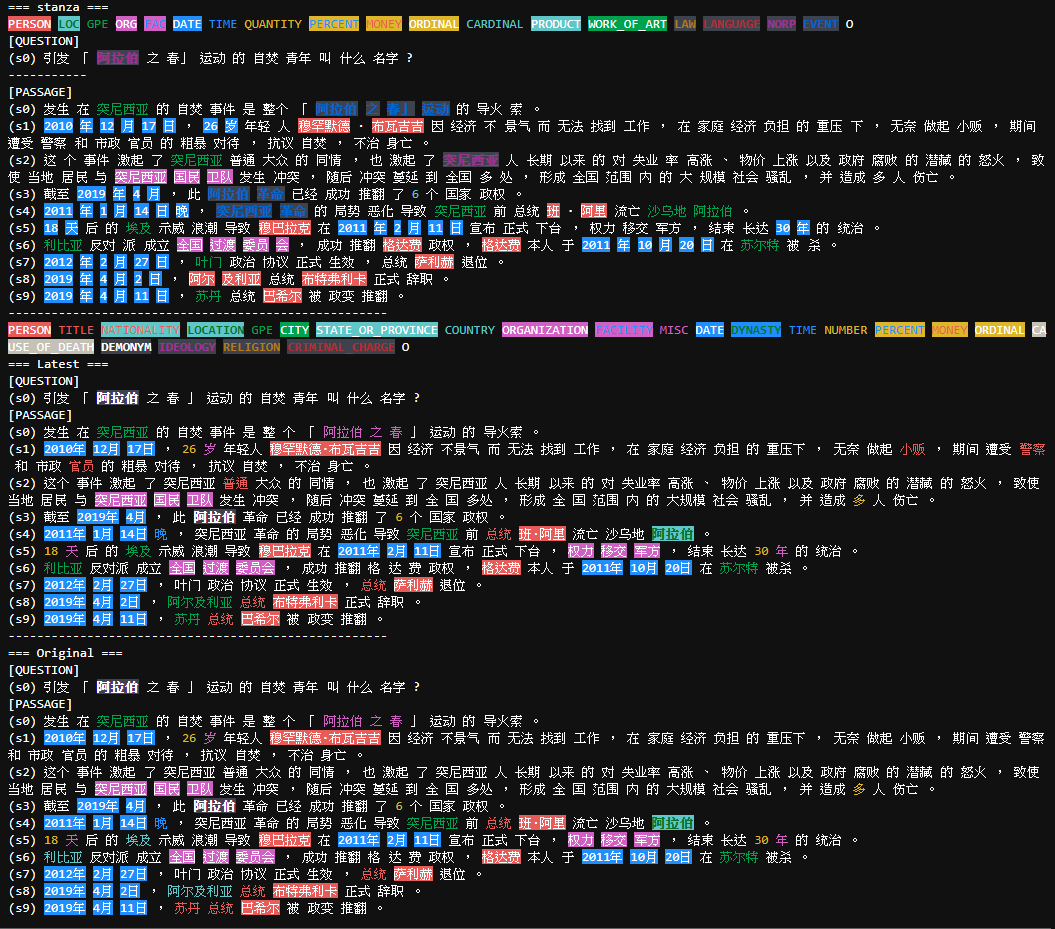 === stanza ===
PERSON LOC GPE ORG FAC DATE TIME QUANTITY PERCENT MONEY ORDINAL CARDINAL PRODUCT WORK_OF_ART LAW LANGUAGE NORP EVENT O
[QUESTION]
(s0) 引发 「 阿拉伯 之 春」 运动 的 自焚 青年 叫 什么 名字 ?
-----------
[PASSAGE]
(s0) 发生 在 突尼西亚 的 自焚 事件 是 整个 「 阿拉伯 之 春」 运动 的 导火 索 。
(s1) 2010 年 12 月 17 日 , 26 岁 年轻 人 穆罕默德 · 布瓦吉吉 因 经济 不 景气 而 无法 找到 工作 , 在 家庭 经济 负担 的 重压 下 , 无奈 做起 小贩 , 期间
遭受 警察 和 市政 官员 的 粗暴 对待 , 抗议 自焚 , 不治 身亡 。
(s2) 这 个 事件 激起 了 突尼西亚 普通 大众 的 同情 , 也 激起 了 突尼西亚 人 长期 以来 的 对 失业 率 高涨 、 物价 上涨 以及 政府 腐败 的 潜藏 的 怒火 , 致
使 当地 居民 与 突尼西亚 国民 卫队 发生 冲突 , 随后 冲突 蔓延 到 全国 多 处 , 形成 全国 范围 内 的 大 规模 社会 骚乱 , 并 造成 多 人 伤亡 。
(s3) 截至 2019 年 4 月 , 此 阿拉伯 革命 已经 成功 推翻 了 6 个 国家 政权 。
(s4) 2011 年 1 月 14 日 晚 , 突尼西亚 革命 的 局势 恶化 导致 突尼西亚 前 总统 班 · 阿里 流亡 沙乌地 阿拉伯 。
(s5) 18 天 后 的 埃及 示威 浪潮 导致 穆巴拉克 在 2011 年 2 月 11 日 宣布 正式 下台 , 权力 移交 军方 , 结束 长达 30 年 的 统治 。
(s6) 利比亚 反对 派 成立 全国 过渡 委员 会 , 成功 推翻 格达费 政权 , 格达费 本人 于 2011 年 10 月 20 日 在 苏尔特 被 杀 。
(s7) 2012 年 2 月 27 日 , 叶门 政治 协议 正式 生效 , 总统 萨利赫 退位 。
(s8) 2019 年 4 月 2 日 , 阿尔 及利亚 总统 布特弗利卡 正式 辞职 。
(s9) 2019 年 4 月 11 日 , 苏丹 总统 巴希尔 被 政变 推翻 。
----------------------------------------------------
PERSON TITLE NATIONALITY LOCATION GPE CITY STATE_OR_PROVINCE COUNTRY ORGANIZATION FACILITY MISC DATE DYNASTY TIME NUMBER PERCENT MONEY ORDINAL CA
USE_OF_DEATH DEMONYM IDEOLOGY RELIGION CRIMINAL_CHARGE O
=== Latest ===
[QUESTION]
(s0) 引发 「 阿拉伯 之 春 」 运动 的 自焚 青年 叫 什么 名字 ?
[PASSAGE]
(s0) 发生 在 突尼西亚 的 自焚 事件 是 整 个 「 阿拉伯 之 春 」 运动 的 导火索 。
(s1) 2010年 12月 17日 , 26 岁 年轻人 穆罕默德·布瓦吉吉 因 经济 不景气 而 无法 找到 工作 , 在 家庭 经济 负担 的 重压下 , 无奈 做起 小贩 , 期间 遭受 警察
和 市政 官员 的 粗暴 对待 , 抗议 自焚 , 不治 身亡 。
(s2) 这个 事件 激起 了 突尼西亚 普通 大众 的 同情 , 也 激起 了 突尼西亚 人 长期 以来 的 对 失业率 高涨 、 物价 上涨 以及 政府 腐败 的 潜藏 的 怒火 , 致使
当地 居民 与 突尼西亚 国民 卫队 发生 冲突 , 随后 冲突 蔓延 到 全 国 多处 , 形成 全 国 范围 内 的 大规模 社会 骚乱 , 并 造成 多 人 伤亡 。
(s3) 截至 2019年 4月 , 此 阿拉伯 革命 已经 成功 推翻 了 6 个 国家 政权 。
(s4) 2011年 1月 14日 晚 , 突尼西亚 革命 的 局势 恶化 导致 突尼西亚 前 总统 班·阿里 流亡 沙乌地 阿拉伯 。
(s5) 18 天 后 的 埃及 示威 浪潮 导致 穆巴拉克 在 2011年 2月 11日 宣布 正式 下台 , 权力 移交 军方 , 结束 长达 30 年 的 统治 。
(s6) 利比亚 反对派 成立 全国 过渡 委员会 , 成功 推翻 格 达 费 政权 , 格达费 本人 于 2011年 10月 20日 在 苏尔特 被杀 。
(s7) 2012年 2月 27日 , 叶门 政治 协议 正式 生效 , 总统 萨利赫 退位 。
(s8) 2019年 4月 2日 , 阿尔及利亚 总统 布特弗利卡 正式 辞职 。
(s9) 2019年 4月 11日 , 苏丹 总统 巴希尔 被 政变 推翻 。
----------------------------------------------------
=== Original ===
[QUESTION]
(s0) 引发 「 阿拉伯 之 春 」 运动 的 自焚 青年 叫 什么 名字 ?
[PASSAGE]
(s0) 发生 在 突尼西亚 的 自焚 事件 是 整 个 「 阿拉伯 之 春 」 运动 的 导火索 。
(s1) 2010年 12月 17日 , 26 岁 年轻人 穆罕默德·布瓦吉吉 因 经济 不景气 而 无法 找到 工作 , 在 家庭 经济 负担 的 重压下 , 无奈 做起 小贩 , 期间 遭受 警察
和 市政 官员 的 粗暴 对待 , 抗议 自焚 , 不治 身亡 。
(s2) 这个 事件 激起 了 突尼西亚 普通 大众 的 同情 , 也 激起 了 突尼西亚 人 长期 以来 的 对 失业率 高涨 、 物价 上涨 以及 政府 腐败 的 潜藏 的 怒火 , 致使
当地 居民 与 突尼西亚 国民 卫队 发生 冲突 , 随后 冲突 蔓延 到 全 国 多处 , 形成 全 国 范围 内 的 大规模 社会 骚乱 , 并 造成 多 人 伤亡 。
(s3) 截至 2019年 4月 , 此 阿拉伯 革命 已经 成功 推翻 了 6 个 国家 政权 。
(s4) 2011年 1月 14日 晚 , 突尼西亚 革命 的 局势 恶化 导致 突尼西亚 前 总统 班·阿里 流亡 沙乌地 阿拉伯 。
(s5) 18 天 后 的 埃及 示威 浪潮 导致 穆巴拉克 在 2011年 2月 11日 宣布 正式 下台 , 权力 移交 军方 , 结束 长达 30 年 的 统治 。
(s6) 利比亚 反对派 成立 全国 过渡 委员会 , 成功 推翻 格 达 费 政权 , 格达费 本人 于 2011年 10月 20日 在 苏尔特 被杀 。
(s7) 2012年 2月 27日 , 叶门 政治 协议 正式 生效 , 总统 萨利赫 退位 。
(s8) 2019年 4月 2日 , 阿尔及利亚 总统 布特弗利卡 正式 辞职 。
(s9) 2019年 4月 11日 , 苏丹 总统 巴希尔 被 政变 推翻 。